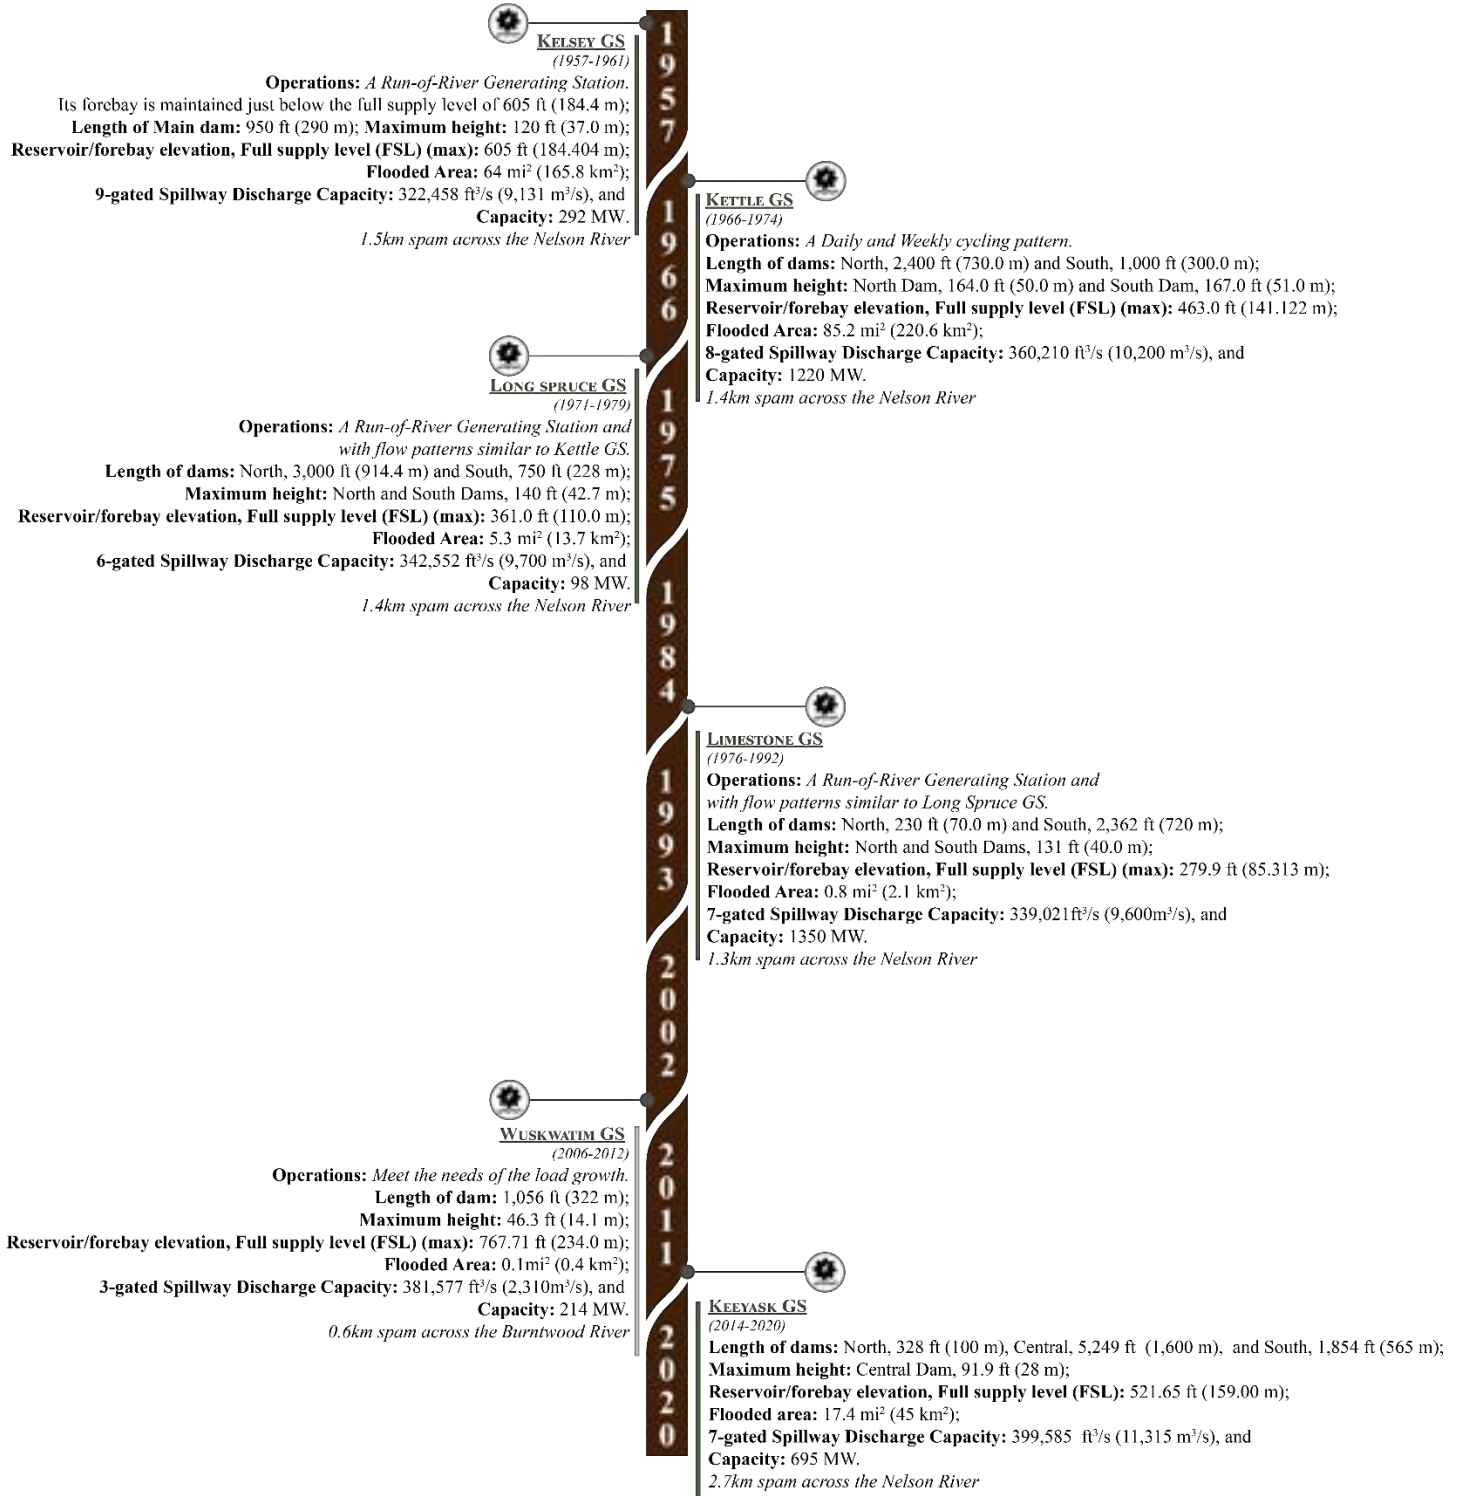 1957
KELSEY GS
(1957-1961)
Operations: A Run-of-River Generating Station.
Its forebay is maintained just below the full supply level of 605 ft (184.4 m);
Length of Main dam: 950 ft (290 m); Maximum height: 120 ft (37.0 m);
Reservoir/forebay elevation, Full supply level (FSL) (max): 605 ft (184.404 m);
Flooded Area: 64 mi² (165.8 km²);
9-gated Spillway Discharge Capacity: 322,458 ft³/s (9,131 m³/s), and
Capacity: 292 MW.
1.5km spam across the Nelson River
1966
KETTLE GS
(1966-1974)
Operations: A Daily and Weekly cycling pattern.
Length of dams: North, 2,400 ft (730.0 m) and South, 1,000 ft (300.0 m);
Maximum height: North Dam, 164.0 ft (50.0 m) and South Dam, 167.0 ft (51.0 m);
Reservoir/forebay elevation, Full supply level (FSL) (max): 463.0 ft (141.122 m);
Flooded Area: 85.2 mi² (220.6 km²);
8-gated Spillway Discharge Capacity: 360,210 ft³/s (10,200 m³/s), and
Capacity: 1220 MW.
1.4km spam across the Nelson River
1975
LONG SPRUCE GS
(1971-1979)
Operations: A Run-of-River Generating Station and
with flow patterns similar to Kettle GS.
Length of dams: North, 3,000 ft (914.4 m) and South, 750 ft (228 m);
Maximum height: North and South Dams, 140 ft (42.7 m);
Reservoir/forebay elevation, Full supply level (FSL) (max): 361.0 ft (110.0 m);
Flooded Area: 5.3 mi² (13.7 km²);
6-gated Spillway Discharge Capacity: 342,552 ft³/s (9,700 m³/s), and
Capacity: 98 MW.
1.4km spam across the Nelson River
1984
LIMESTONE GS
(1976-1992)
Operations: A Run-of-River Generating Station and
with flow patterns similar to Long Spruce GS.
Length of dams: North, 230 ft (70.0 m) and South, 2,362 ft (720 m);
Maximum height: North and South Dams, 131 ft (40.0 m);
Reservoir/forebay elevation, Full supply level (FSL) (max): 279.9 ft (85.313 m);
Flooded Area: 0.8 mi² (2.1 km²);
7-gated Spillway Discharge Capacity: 339,021ft³/s (9,600m³/s), and
Capacity: 1350 MW.
1.3km spam across the Nelson River
1993
2002
WUSKWATIM GS
(2006-2012)
Operations: Meet the needs of the load growth.
Length of dam: 1,056 ft (322 m);
Maximum height: 46.3 ft (14.1 m);
Reservoir/forebay elevation, Full supply level (FSL) (max): 767.71 ft (234.0 m);
Flooded Area: 0.1mi² (0.4 km²);
3-gated Spillway Discharge Capacity: 381,577 ft³/s (2,310m³/s), and
Capacity: 214 MW.
0.6km spam across the Burntwood River
2011
KEEYASK GS
(2014-2020)
Length of dams: North, 328 ft (100 m), Central, 5,249 ft (1,600 m), and South, 1,854 ft (565 m);
Maximum height: Central Dam, 91.9 ft (28 m);
Reservoir/forebay elevation, Full supply level (FSL): 521.65 ft (159.00 m);
Flooded area: 17.4 mi² (45 km²);
7-gated Spillway Discharge Capacity: 399,585 ft³/s (11,315 m³/s), and
Capacity: 695 MW.
2.7km spam across the Nelson River
2020